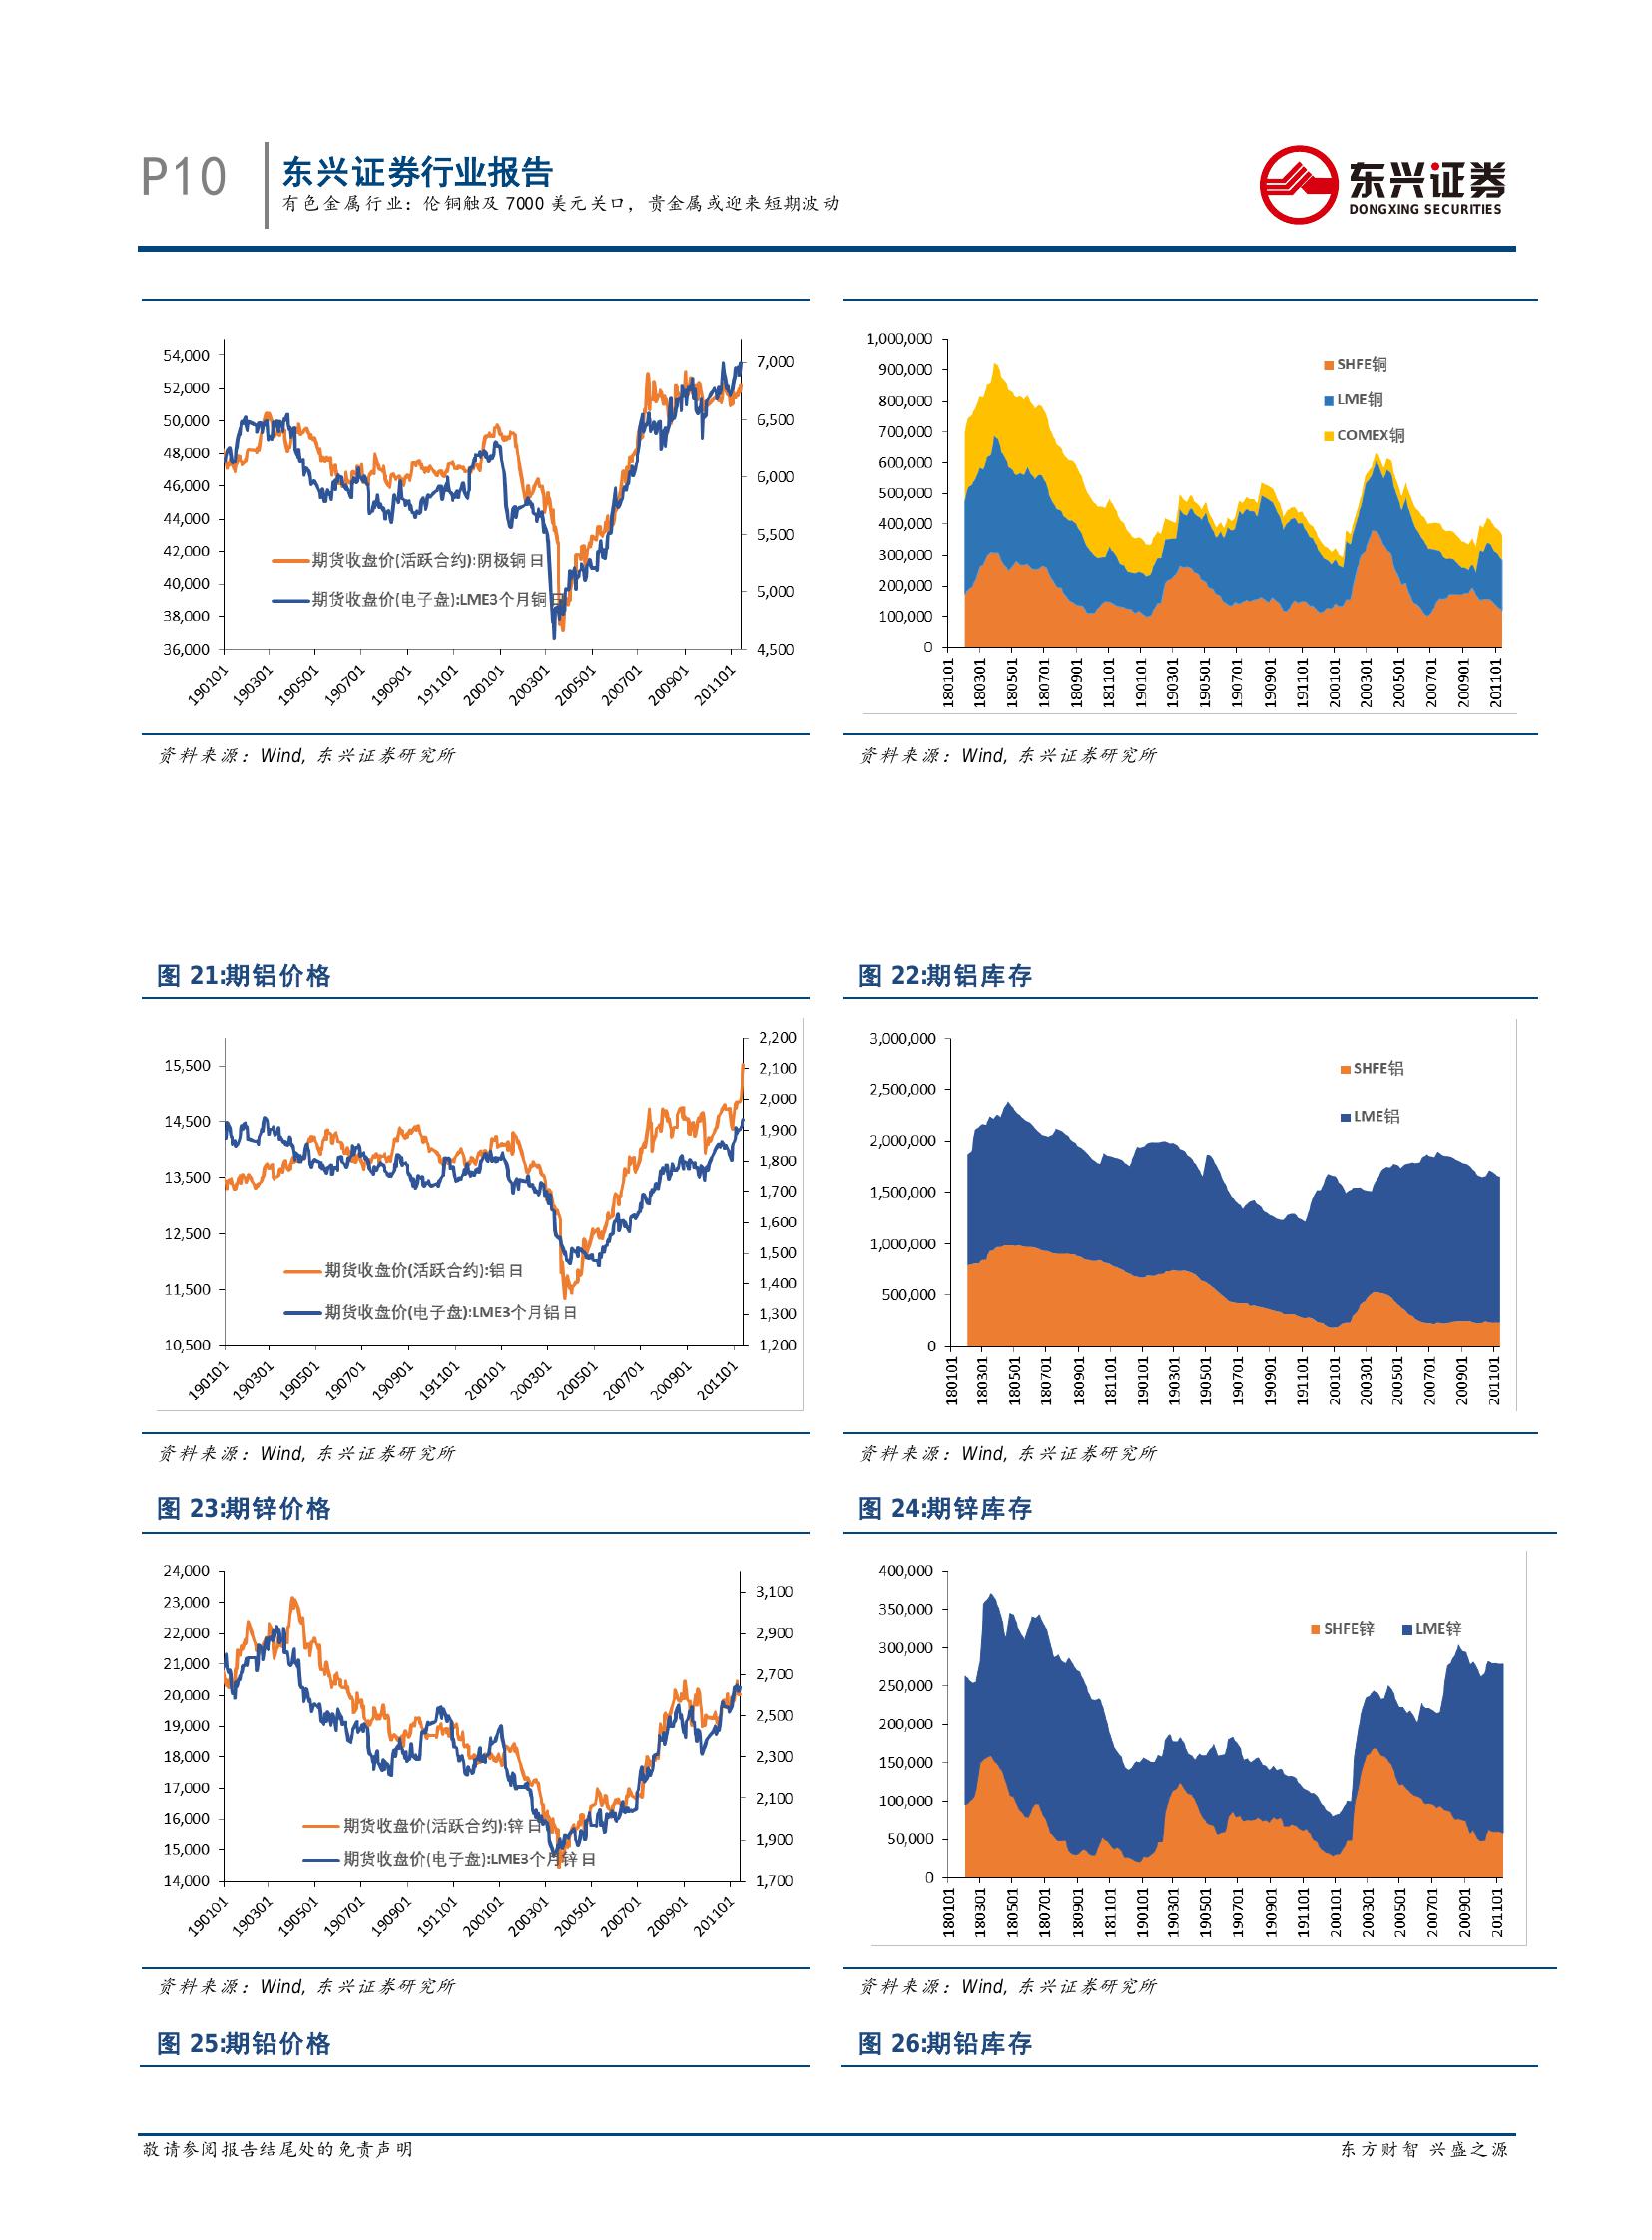 P10
东兴证券行业报告
有色金属行业：伦铜触及 7000 美元关口，贵金属或迎来短期波动
东兴证券
DONGXING SECURITIES
54,000
52,000
50,000
48,000
46,000
44,000
42,000
40,000
38,000
36,000
7,000
6,500
6,000
5,500
5,000
4,500
期货收盘价(活跃合约):阴极铜 日
期货收盘价(电子盘):LME3个月铜 日
190101 190301 190501 190701 190901 191101 200101 200301 200501 200701 200901 201101
1,000,000
900,000
800,000
700,000
600,000
500,000
400,000
300,000
200,000
100,000
0
SHFE铜
LME铜
COMEX铜
180101 180301 180501 180701 180901 181101 190101 190301 190501 190701 190901 191101 200101 200301 200501 200701 200901 201101
资料来源：Wind, 东兴证券研究所
资料来源：Wind, 东兴证券研究所
图 21:期铝价格
图 22:期铝库存
15,500
14,500
13,500
12,500
11,500
10,500
2,200
2,100
2,000
1,900
1,800
1,700
1,600
1,500
1,400
1,300
1,200
期货收盘价(活跃合约):铝 日
期货收盘价(电子盘):LME3个月铝 日
190101 190301 190501 190701 190901 191101 200101 200301 200501 200701 200901 201101
3,000,000
2,500,000
2,000,000
1,500,000
1,000,000
500,000
0
SHFE铝
LME铝
180101 180301 180501 180701 180901 181101 190101 190301 190501 190701 190901 191101 200101 200301 200501 200701 200901 201101
资料来源：Wind, 东兴证券研究所
资料来源：Wind, 东兴证券研究所
图 23:期锌价格
图 24:期锌库存
24,000
23,000
22,000
21,000
20,000
19,000
18,000
17,000
16,000
15,000
14,000
3,100
2,900
2,700
2,500
2,300
2,100
1,900
1,700
期货收盘价(活跃合约):锌 日
期货收盘价(电子盘):LME3个月锌 日
190101 190301 190501 190701 190901 191101 200101 200301 200501 200701 200901 201101
400,000
350,000
300,000
250,000
200,000
150,000
100,000
50,000
0
SHFE锌 LME锌
180101 180301 180501 180701 180901 181101 190101 190301 190501 190701 190901 191101 200101 200301 200501 200701 200901 201101
资料来源：Wind, 东兴证券研究所
资料来源：Wind, 东兴证券研究所
图 25:期铅价格
图 26:期铅库存
敬请参阅报告结尾处的免责声明
东方财智 兴盛之源